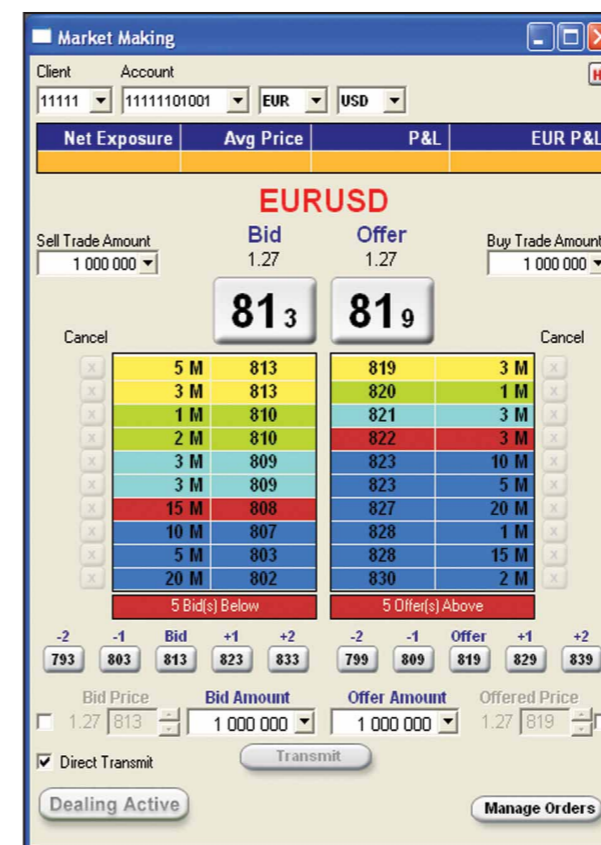 Market Making
Client Account
11111 11111101001 EUR USD H
Net Exposure Avg Price P&L EUR P&L
EURUSD
Sell Trade Amount Bid Offer Buy Trade Amount
1 000 000 1.27 1.27 1 000 000
813 819
Cancel Cancel
x 5 M 813 819 3 M x
x 3 M 813 820 1 M x
x 1 M 810 821 3 M x
x 2 M 810 822 3 M x
x 3 M 809 823 10 M x
x 3 M 809 823 5 M x
x 15 M 808 827 20 M x
x 10 M 807 828 1 M x
x 5 M 803 828 15 M x
x 20 M 802 830 2 M x
5 Bid(s) Below 5 Offer(s) Above
-2 -1 Bid +1 +2 -2 -1 Offer +1 +2
793 803 813 823 833 799 809 819 829 839
Bid Price Bid Amount Offer Amount Offered Price
1.27 813 1 000 000 1 000 000 1.27 819
Direct Transmit Transmit
Dealing Active Manage Orders